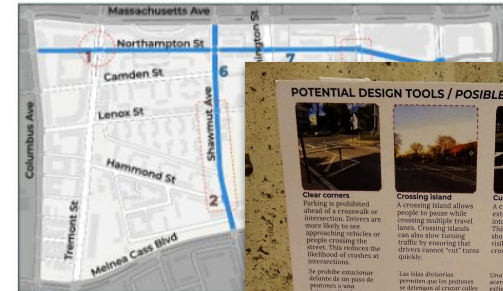 Massachusetts Ave
Northampton St
1
7
Camden St
6
Lenox St
Shawmut Ave
Columbus Ave
Hammond St
2
Tremont St
Melnea Cass Blvd
POTENTIAL DESIGN TOOLS / POSIBLE
Clear corners
Parking is prohibited
ahead of a crosswalk or
intersection. Drivers are
more likely to see
approaching vehicles or
people crossing the
street. This reduces the
likelihood of crashes at
intersections.
Se prohíbe estacionar
delante de un paso de
peatones o una
Crossing island
A crossing island allows
people to pause while
crossing multiple travel
lanes. Crossing islands
can also slow turning
traffic by ensuring that
drivers cannot "cut" turns
quickly.
Las islas divisorias
permiten que los peatones
se detengan al cruzar calles